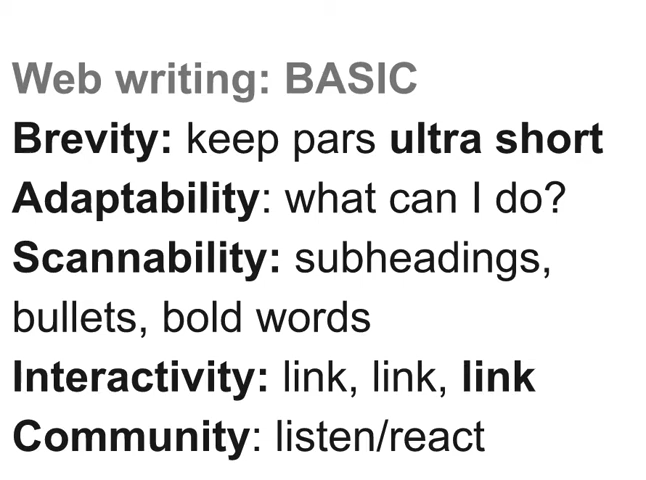 Web writing: BASIC
Brevity: keep pars ultra short
Adaptability: what can I do?
Scannability: subheadings,
bullets, bold words
Interactivity: link, link, link
Community: listen/react